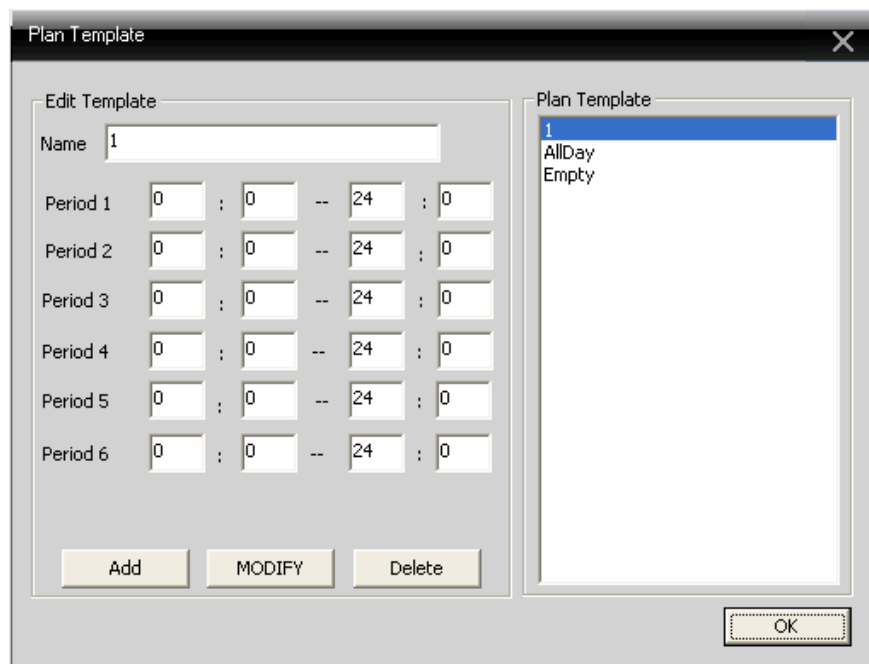 Plan Template
Edit Template
Name 1
Period 1 0 : 0 -- 24 : 0
Period 2 0 : 0 -- 24 : 0
Period 3 0 : 0 -- 24 : 0
Period 4 0 : 0 -- 24 : 0
Period 5 0 : 0 -- 24 : 0
Period 6 0 : 0 -- 24 : 0
Add MODIFY Delete
Plan Template
1
AllDay
Empty
OK